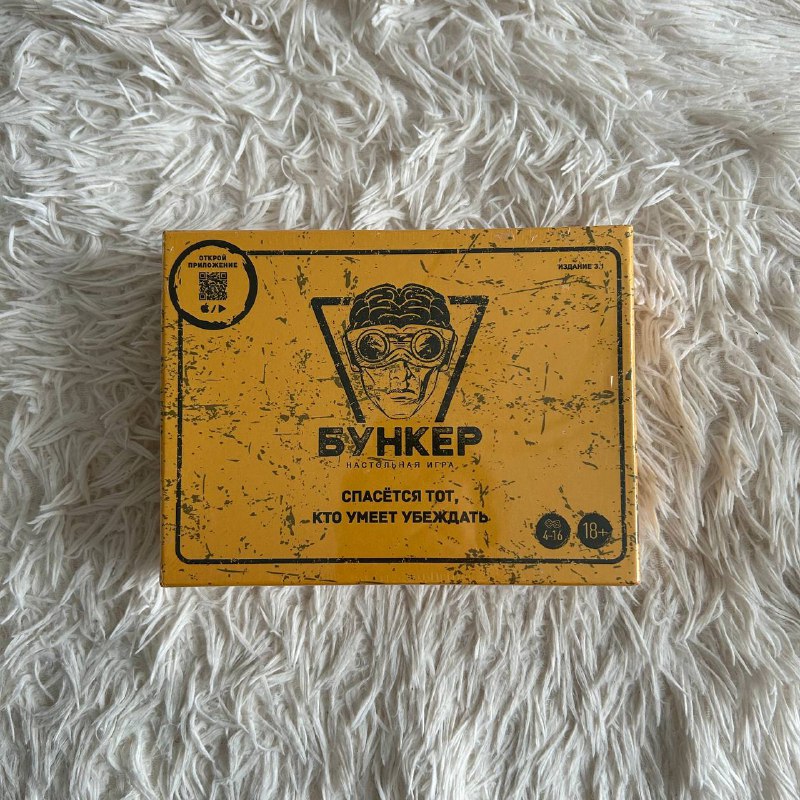 ОТКРОЙ
ПРИЛОЖЕНИЕ
ИЗДАНИЕ 3.1
БУНКЕР
НАСТОЛЬНАЯ ИГРА
СПАСЁТСЯ ТОТ,
КТО УМЕЕТ УБЕЖДАТЬ
4-16
18+